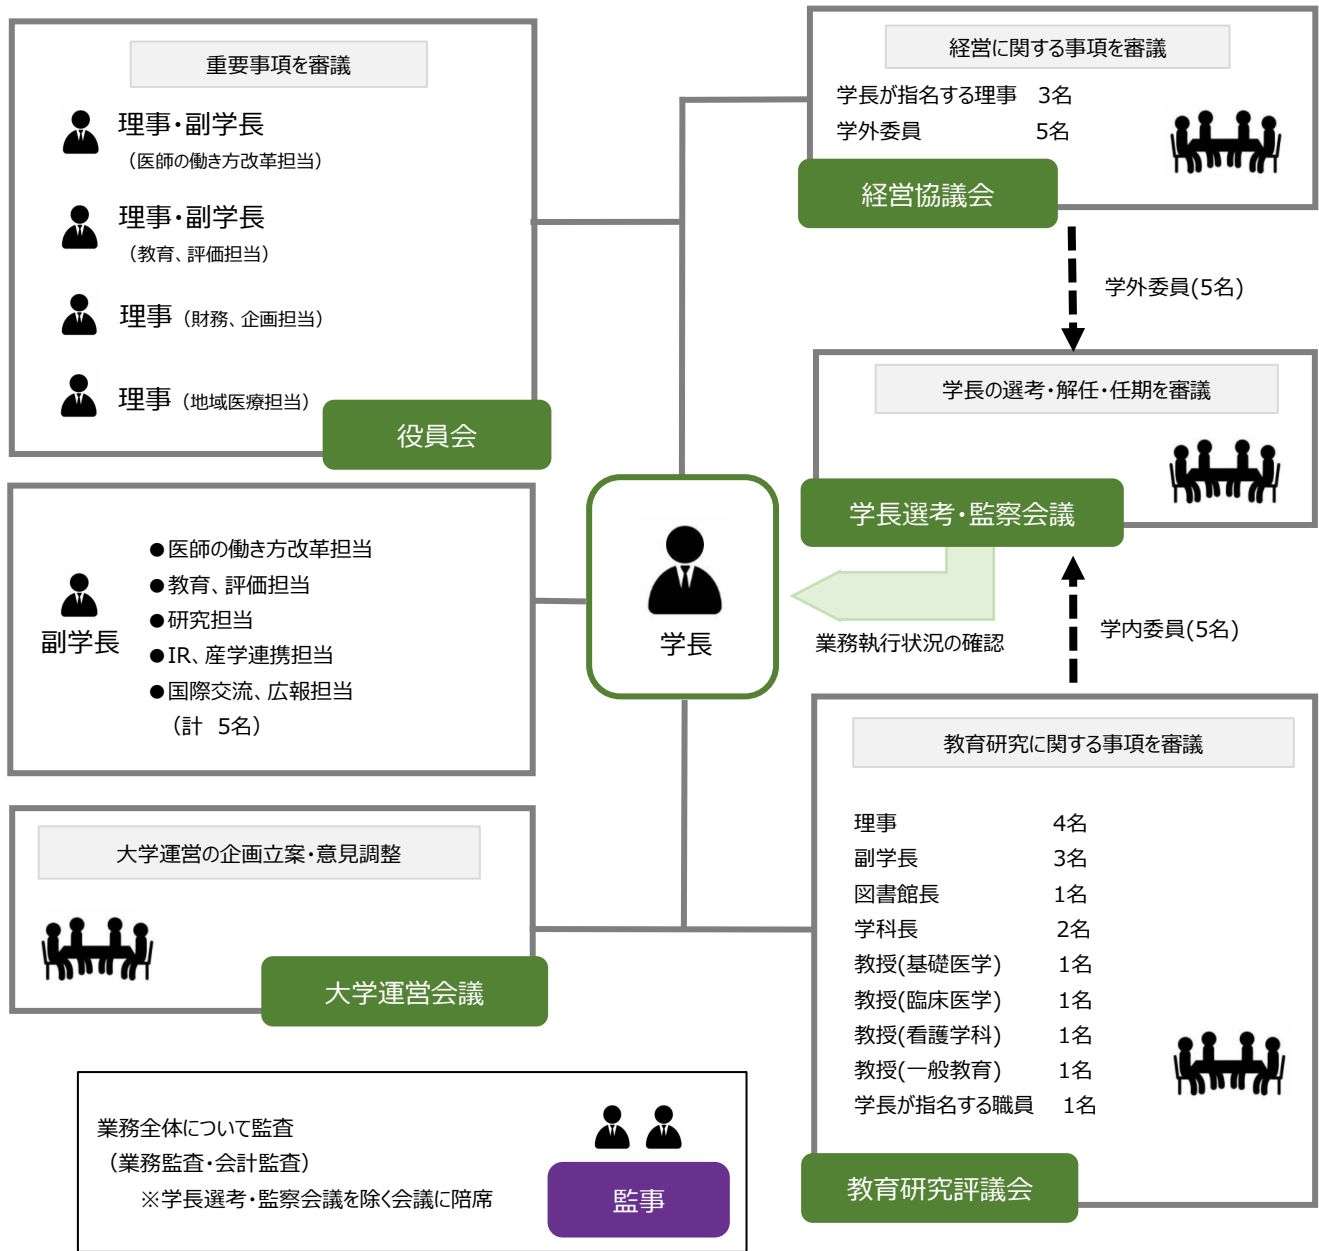 重要事項を審議
理事・副学長
（医師の働き方改革担当）
理事・副学長
（教育、評価担当）
理事（財務、企画担当）
理事（地域医療担当）
役員会
経営に関する事項を審議
学長が指名する理事 3名
学外委員 5名
経営協議会
学外委員(5名)
学長の選考・解任・任期を審議
学長選考・監察会議
業務執行状況の確認
学内委員(5名)
学長
副学長
●医師の働き方改革担当
●教育、評価担当
●研究担当
●IR、産学連携担当
●国際交流、広報担当
（計 5名）
大学運営の企画立案・意見調整
大学運営会議
教育研究に関する事項を審議
理事 4名
副学長 3名
図書館長 1名
学科長 2名
教授(基礎医学) 1名
教授(臨床医学) 1名
教授(看護学科) 1名
教授(一般教育) 1名
学長が指名する職員 1名
教育研究評議会
業務全体について監査
（業務監査・会計監査）
※学長選考・監察会議を除く会議に陪席
監事